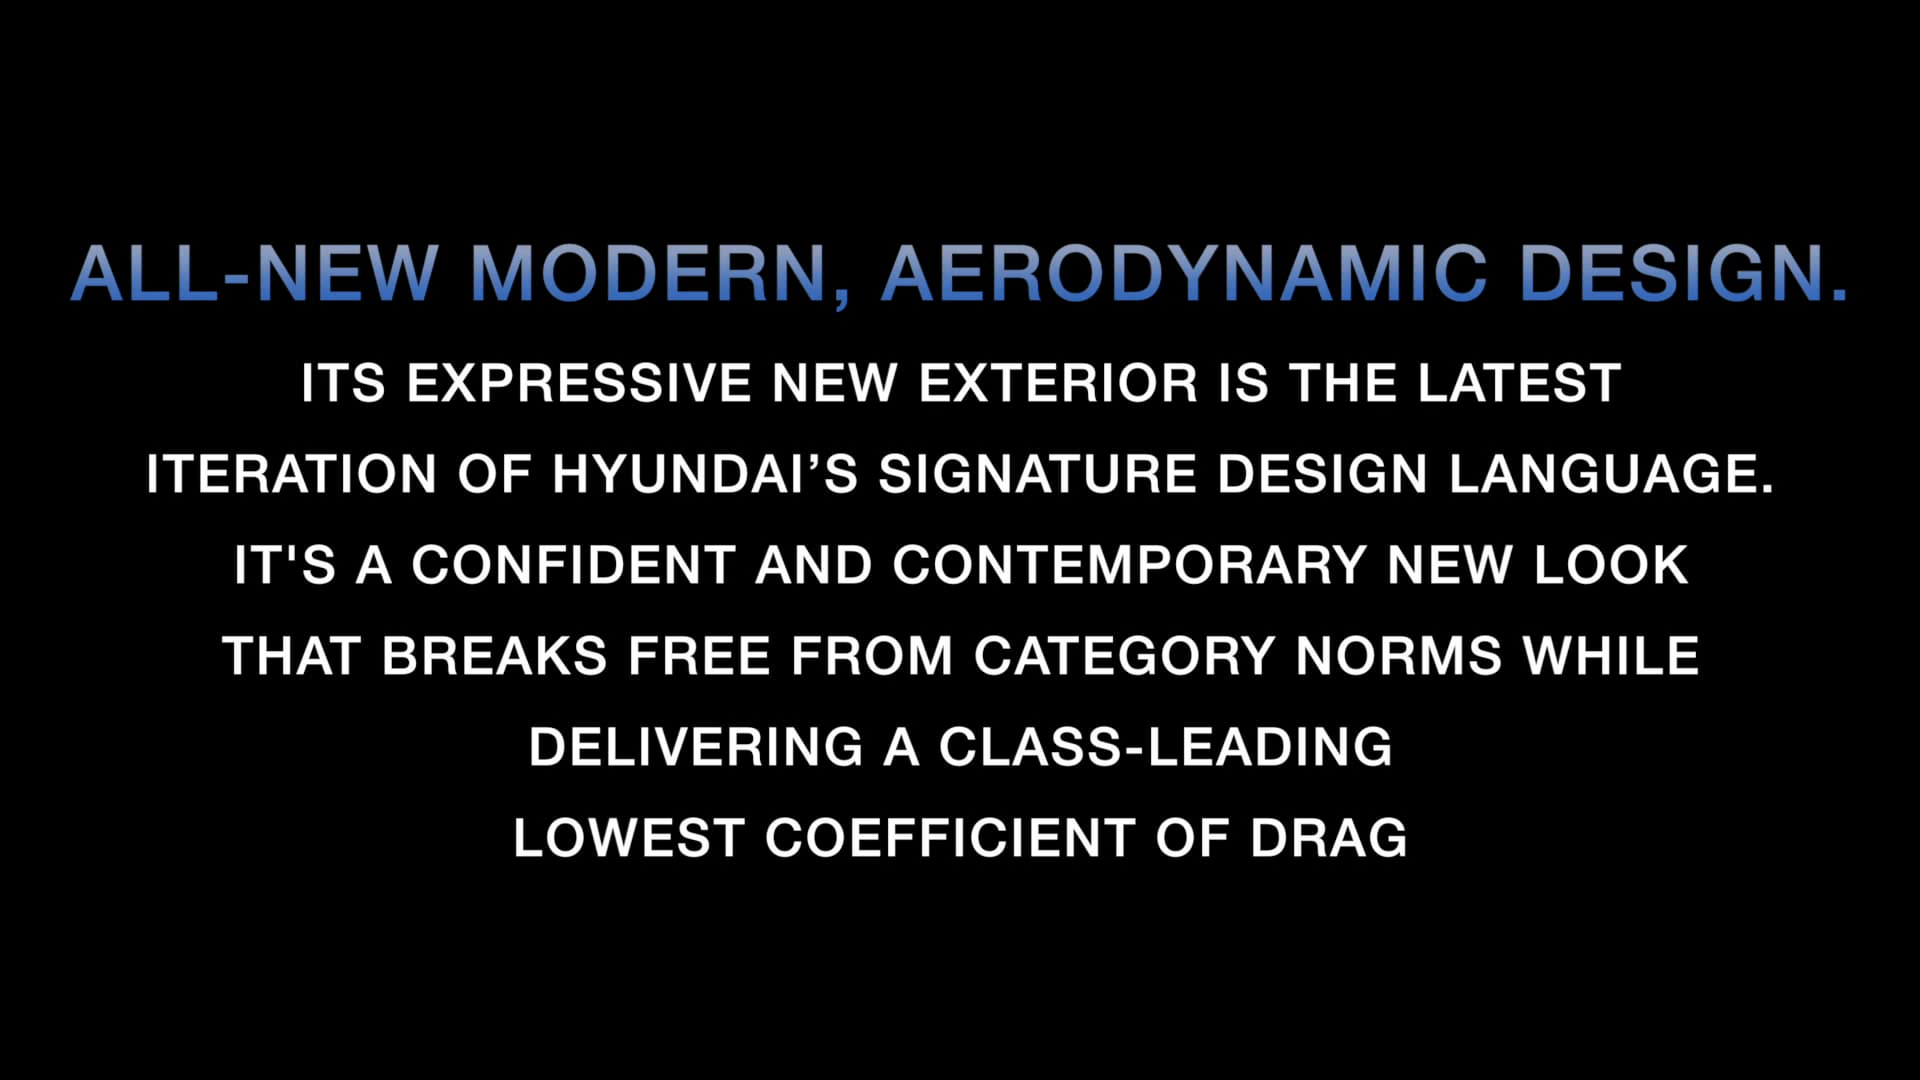 ALL-NEW MODERN, AERODYNAMIC DESIGN.
ITS EXPRESSIVE NEW EXTERIOR IS THE LATEST
ITERATION OF HYUNDAI’S SIGNATURE DESIGN LANGUAGE.
IT'S A CONFIDENT AND CONTEMPORARY NEW LOOK
THAT BREAKS FREE FROM CATEGORY NORMS WHILE
DELIVERING A CLASS-LEADING
LOWEST COEFFICIENT OF DRAG